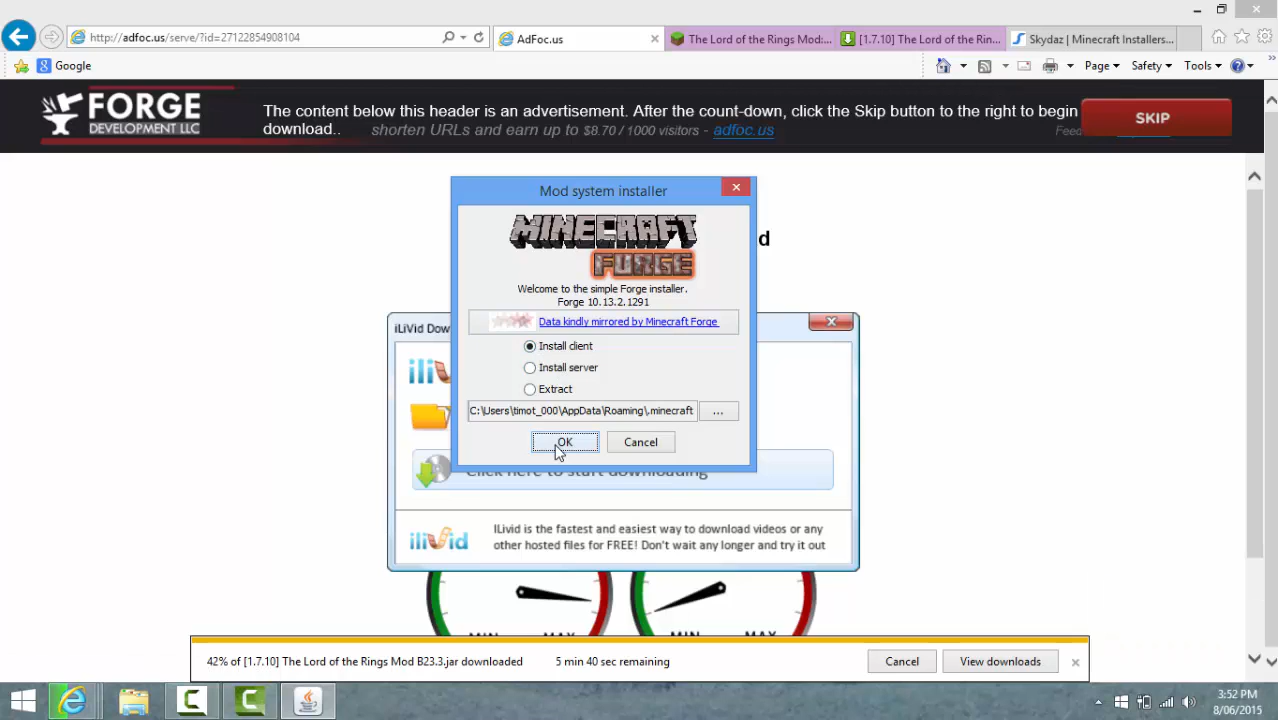 http://adfoc.us/serve/?id=27122854908104
AdFoc.us
The Lord of the Rings Mod:...
[1.7.10] The Lord of the Rin...
Skydaz | Minecraft Installers...
Google
Page
Safety
Tools
FORGE
DEVELOPMENT LLC
The content below this header is an advertisement. After the count-down, click the Skip button to the right to begin
download.. shorten URLs and earn up to $8.70 / 1000 visitors - adfoc.us
Feed
SKIP
Mod system installer
MINECRAFT
FORGE
Welcome to the simple Forge installer.
Forge 10.13.2.1291
Data kindly mirrored by Minecraft Forge
Install client
Install server
Extract
C:\Users\timot_000\AppData\Roaming\.minecraft
...
OK
Cancel
d
iLiVid Dow
iLiVi
Click here to start downloading
iLiVid
ILivid is the fastest and easiest way to download videos or any
other hosted files for FREE! Don't wait any longer and try it out
MIN MAX
MIN MAX
42% of [1.7.10] The Lord of the Rings Mod B23.3.jar downloaded
5 min 40 sec remaining
Cancel
View downloads
3:52 PM
8/06/2015